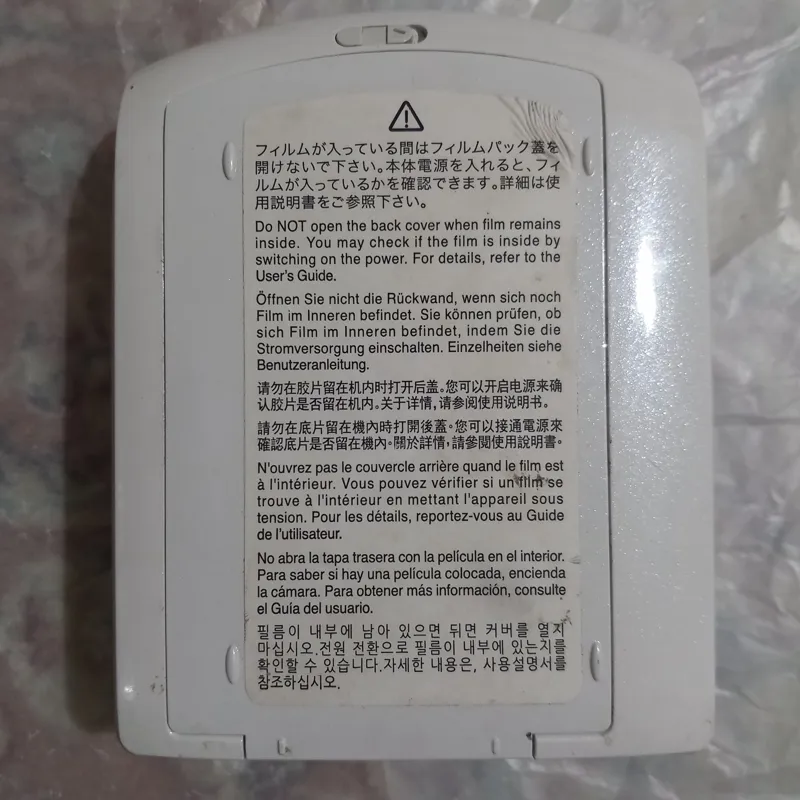 フィルムが入っている間はフィルムパック蓋を
開けないで下さい。本体電源を入れると、フィ
ルムが入っているかを確認できます。詳細は使
用説明書をご参照下さい。
Do NOT open the back cover when film remains
inside. You may check if the film is inside by
switching on the power. For details, refer to the
User's Guide.
Öffnen Sie nicht die Rückwand, wenn sich noch
Film im Inneren befindet. Sie können prüfen, ob
sich Film im Inneren befindet, indem Sie die
Stromversorgung einschalten. Einzelheiten siehe
Benutzeranleitung.
请勿在胶片留在机内时打开后盖。您可以开启电源来确
认胶片是否留在机内。关于详情,请参阅使用说明书。
請勿在底片留在機內時打開後蓋。您可以接通電源來
確認底片是否留在機內。關於詳情,請參閱使用說明書。
N'ouvrez pas le couvercle arrière quand le film est
à l'intérieur. Vous pouvez vérifier si un film se
trouve à l'intérieur en mettant l'appareil sous
tension. Pour les détails, reportez-vous au Guide
de l'utilisateur.
No abra la tapa trasera con la película en el interior.
Para saber si hay una película colocada, encienda
la cámara. Para obtener más información, consulte
el Guía del usuario.
필름이 내부에 남아 있으면 뒤면 커버를 열지
마십시오.전원 전환으로 필름이 내부에 있는지를
확인할 수 있습니다.자세한 내용은, 사용설명서를
참조하십시오.